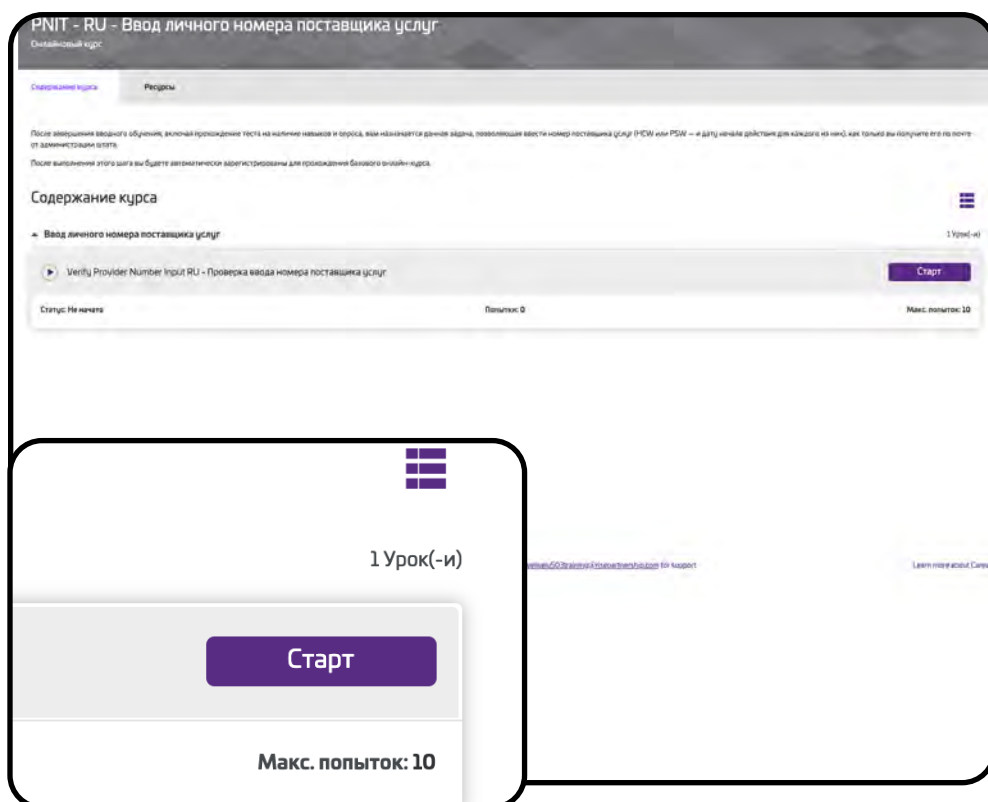 PNIT - RU - Ввод личного номера поставщика услуг
Онлайновый курс
Содержание курса
Ресурсы
После завершения вводного обучения, включая прохождение теста на наличие навыков и опроса, вам назначается данная задача, позволяющая ввести номер поставщика услуг (HCW или PSW — и дату начала действия для каждого из них), как только вы получите его по почте
от администрации штата.
После выполнения этого шага вы будете автоматически зарегистрированы для прохождения базового онлайн-курса.
Содержание курса
Ввод личного номера поставщика услуг
1 Урок(-и)
Verify Provider Number Input RU - Проверка ввода номера поставщика услуг
Старт
Статус: Не начато
Попытки: 0
Макс. попыток: 10
1 Урок(-и)
for support
Learn more about
Старт
Макс. попыток: 10